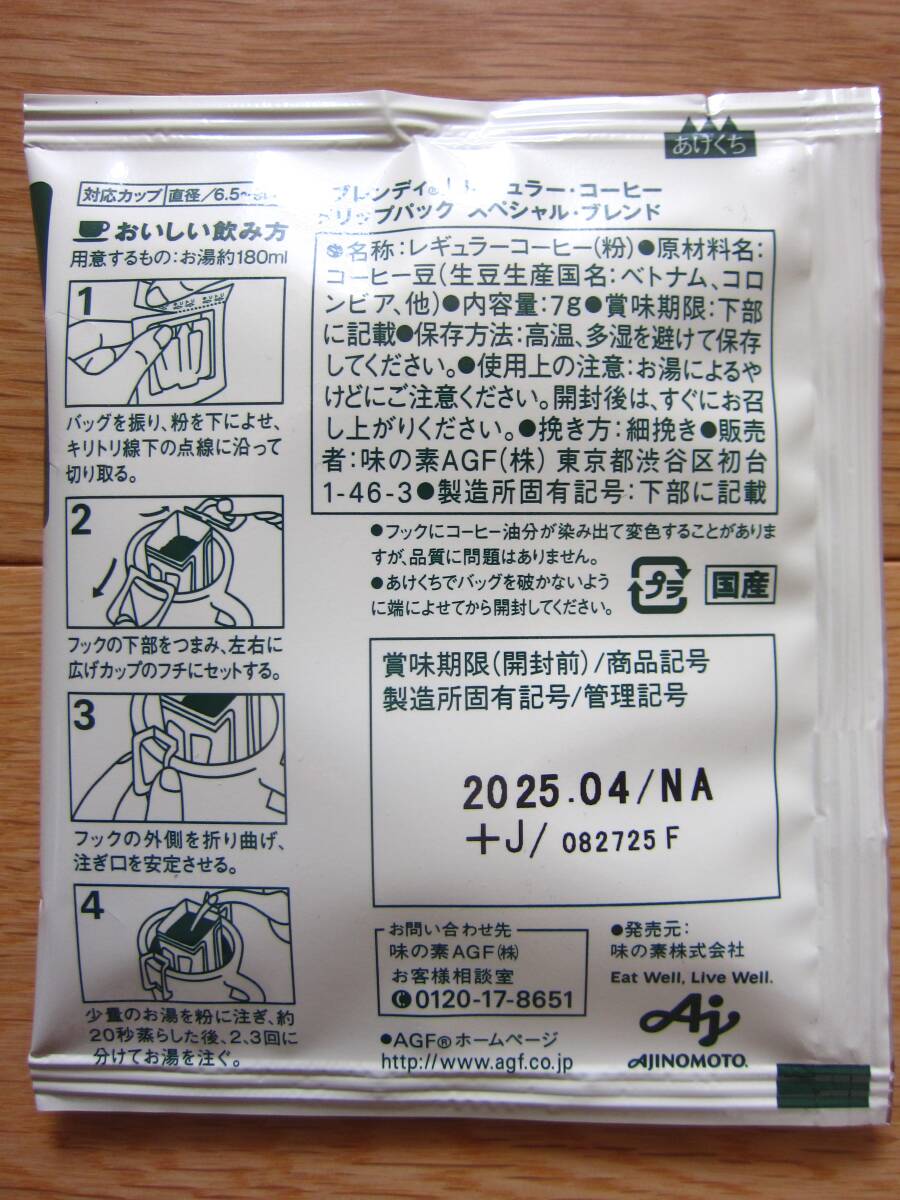 あけくち
対応カップ 直径/6.5~
おいしい飲み方
用意するもの:お湯約180ml
1
バッグを振り、粉を下によせ、
キリトリ線下の点線に沿って
切り取る。
2
フックの下部をつまみ、左右に
広げカップのフチにセットする。
3
フックの外側を折り曲げ、
注ぎ口を安定させる。
4
少量のお湯を粉に注ぎ、約
20秒蒸らした後、2、3回に
分けてお湯を注ぐ。
ブレンディ® レギュラー・コーヒー
ドリップパック スペシャル・ブレンド
●名称:レギュラーコーヒー(粉)●原材料名:
コーヒー豆(生豆生産国名:ベトナム、コロ
ンビア、他)●内容量:7g●賞味期限:下部
に記載●保存方法:高温、多湿を避けて保存
してください。●使用上の注意:お湯によるや
けどにご注意ください。開封後は、すぐにお召
し上がりください。●挽き方:細挽き●販売
者:味の素AGF(株) 東京都渋谷区初台
1-46-3●製造所固有記号:下部に記載
●フックにコーヒー油分が染み出て変色することがありま
すが、品質に問題はありません。
●あけくちでバッグを破かないよう
に端によせてから開封してください。
プラ
国産
賞味期限(開封前)/商品記号
製造所固有記号/管理記号
2025.04/NA
+J/ 082725F
お問い合わせ先
味の素AGF(株)
お客様相談室
0120-17-8651
●AGF®ホームページ
http://www.agf.co.jp
●発売元:
味の素株式会社
Eat Well, Live Well.
Aj
AJINOMOTO.